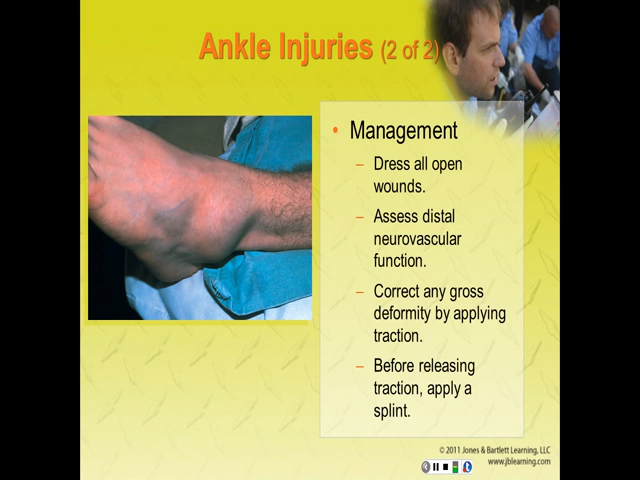 Ankle Injuries (2 of 2)
• Management
– Dress all open
wounds.
– Assess distal
neurovascular
function.
– Correct any gross
deformity by applying
traction.
– Before releasing
traction, apply a
splint.
© 2011 Jones & Bartlett Learning, LLC
www.jblearning.com